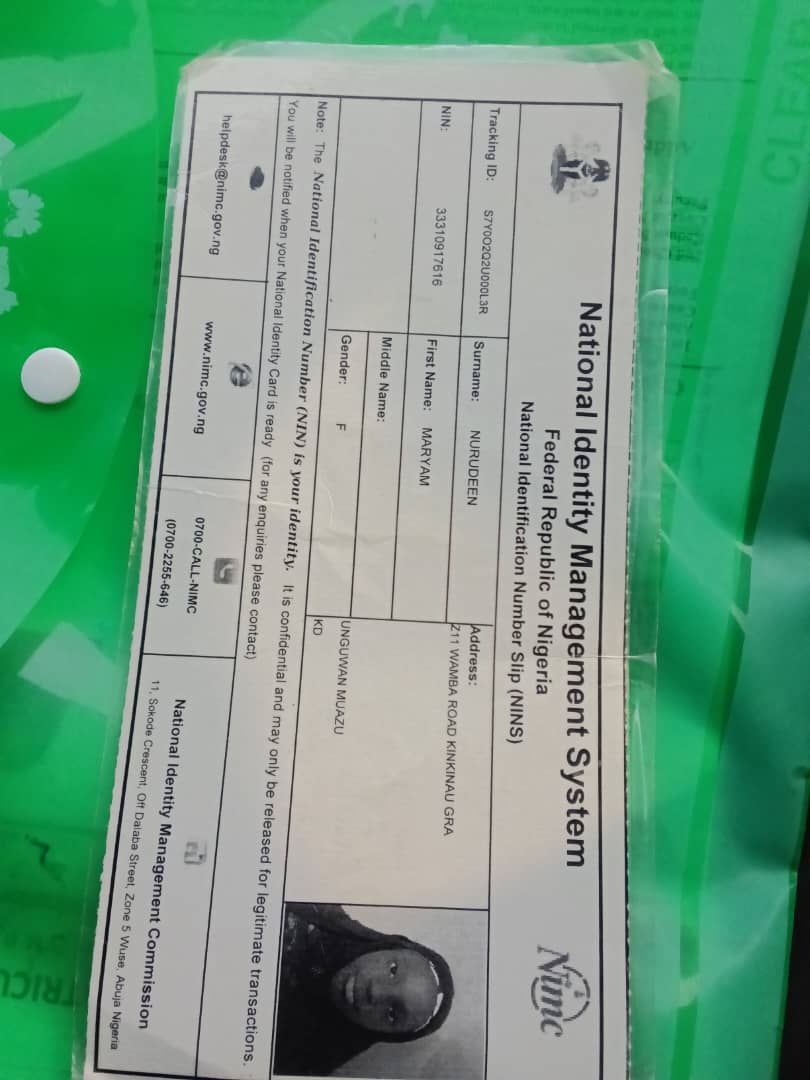 National Identity Management System
Federal Republic of Nigeria
National Identification Number Slip (NINS)
Nimc
Tracking ID: S7Y0O2Q2U000L3R
Surname: NURUDEEN
Address:
Z11 WAMBA ROAD KINKINAU GRA
NIN: 33310917616
First Name: MARYAM
Middle Name:
Gender: F
UNGUWAN MUAZU
KD
Note: The National Identification Number (NIN) is your identity. It is confidential and may only be released for legitimate transactions.
You will be notified when your National Identity Card is ready (for any enquiries please contact)
helpdesk@nimc.gov.ng
www.nimc.gov.ng
0700-CALL-NIMC
(0700-2255-646)
National Identity Management Commission
11, Sokode Crescent, Off Dalaba Street, Zone 5 Wuse, Abuja Nigeria